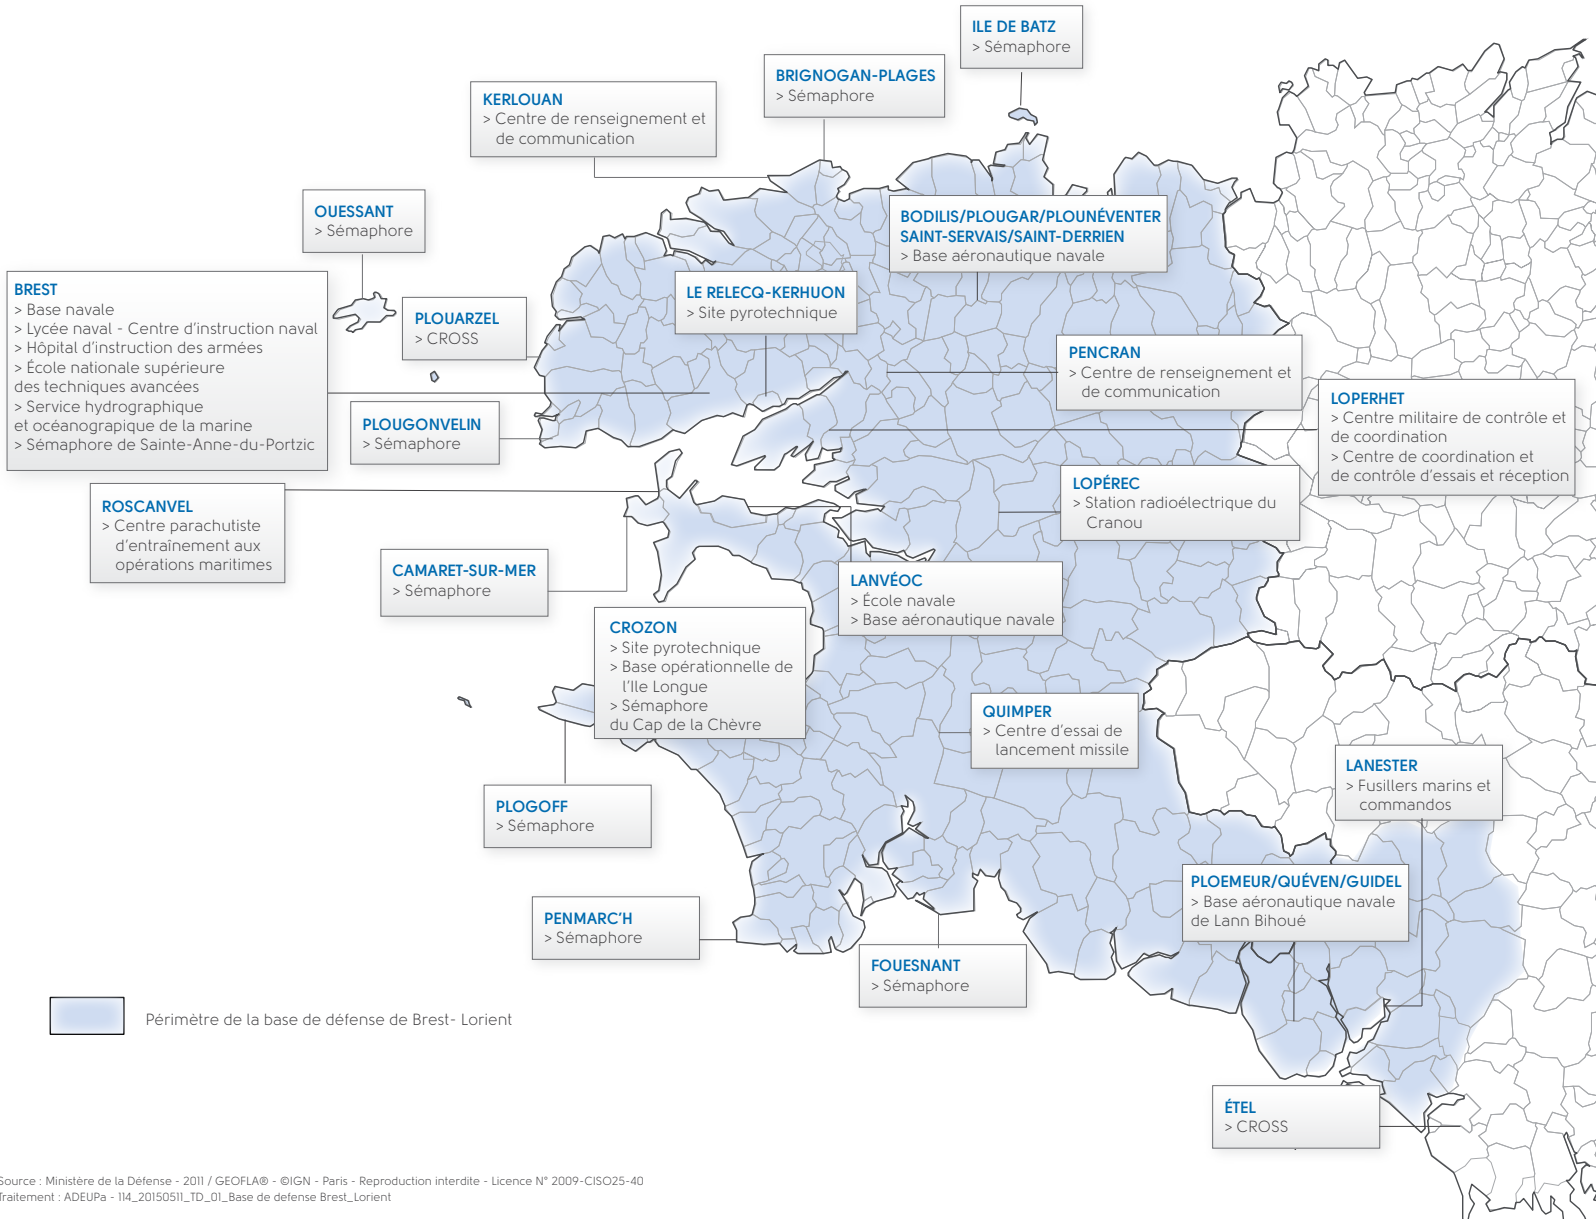 ILE DE BATZ
> Sémaphore
BRIGNOGAN-PLAGES
> Sémaphore
KERLOUAN
> Centre de renseignement et
de communication
OUESSANT
> Sémaphore
BODILIS/PLOUGAR/PLOUNÉVENTER
SAINT-SERVAIS/SAINT-DERRIEN
> Base aéronautique navale
BREST
> Base navale
> Lycée naval - Centre d'instruction naval
> Hôpital d'instruction des armées
> École nationale supérieure
des techniques avancées
> Service hydrographique
et océanograpique de la marine
> Sémaphore de Sainte-Anne-du-Portzic
PLOUARZEL
> CROSS
LE RELECQ-KERHUON
> Site pyrotechnique
PENCRAN
> Centre de renseignement et
de communication
LOPERHET
> Centre militaire de contrôle et
de coordination
> Centre de coordination et
de contrôle d'essais et réception
PLOUGONVELIN
> Sémaphore
ROSCANVEL
> Centre parachutiste
d'entraînement aux
opérations maritimes
LOPÉREC
> Station radioélectrique du
Cranou
CAMARET-SUR-MER
> Sémaphore
LANVÉOC
> École navale
> Base aéronautique navale
CROZON
> Site pyrotechnique
> Base opérationnelle de
l'Ile Longue
> Sémaphore
du Cap de la Chèvre
QUIMPER
> Centre d'essai de
lancement missile
LANESTER
> Fusillers marins et
commandos
PLOGOFF
> Sémaphore
PLOEMEUR/QUÉVEN/GUIDEL
> Base aéronautique navale
de Lann Bihoué
PENMARC'H
> Sémaphore
FOUESNANT
> Sémaphore
Périmètre de la base de défense de Brest- Lorient
ÉTEL
> CROSS
Source : Ministère de la Défense - 2011 / GEOFLA® - ©IGN - Paris - Reproduction interdite - Licence N° 2009-CISO25-40
Traitement : ADEUPa - 114_20150511_TD_01_Base de defense Brest_Lorient